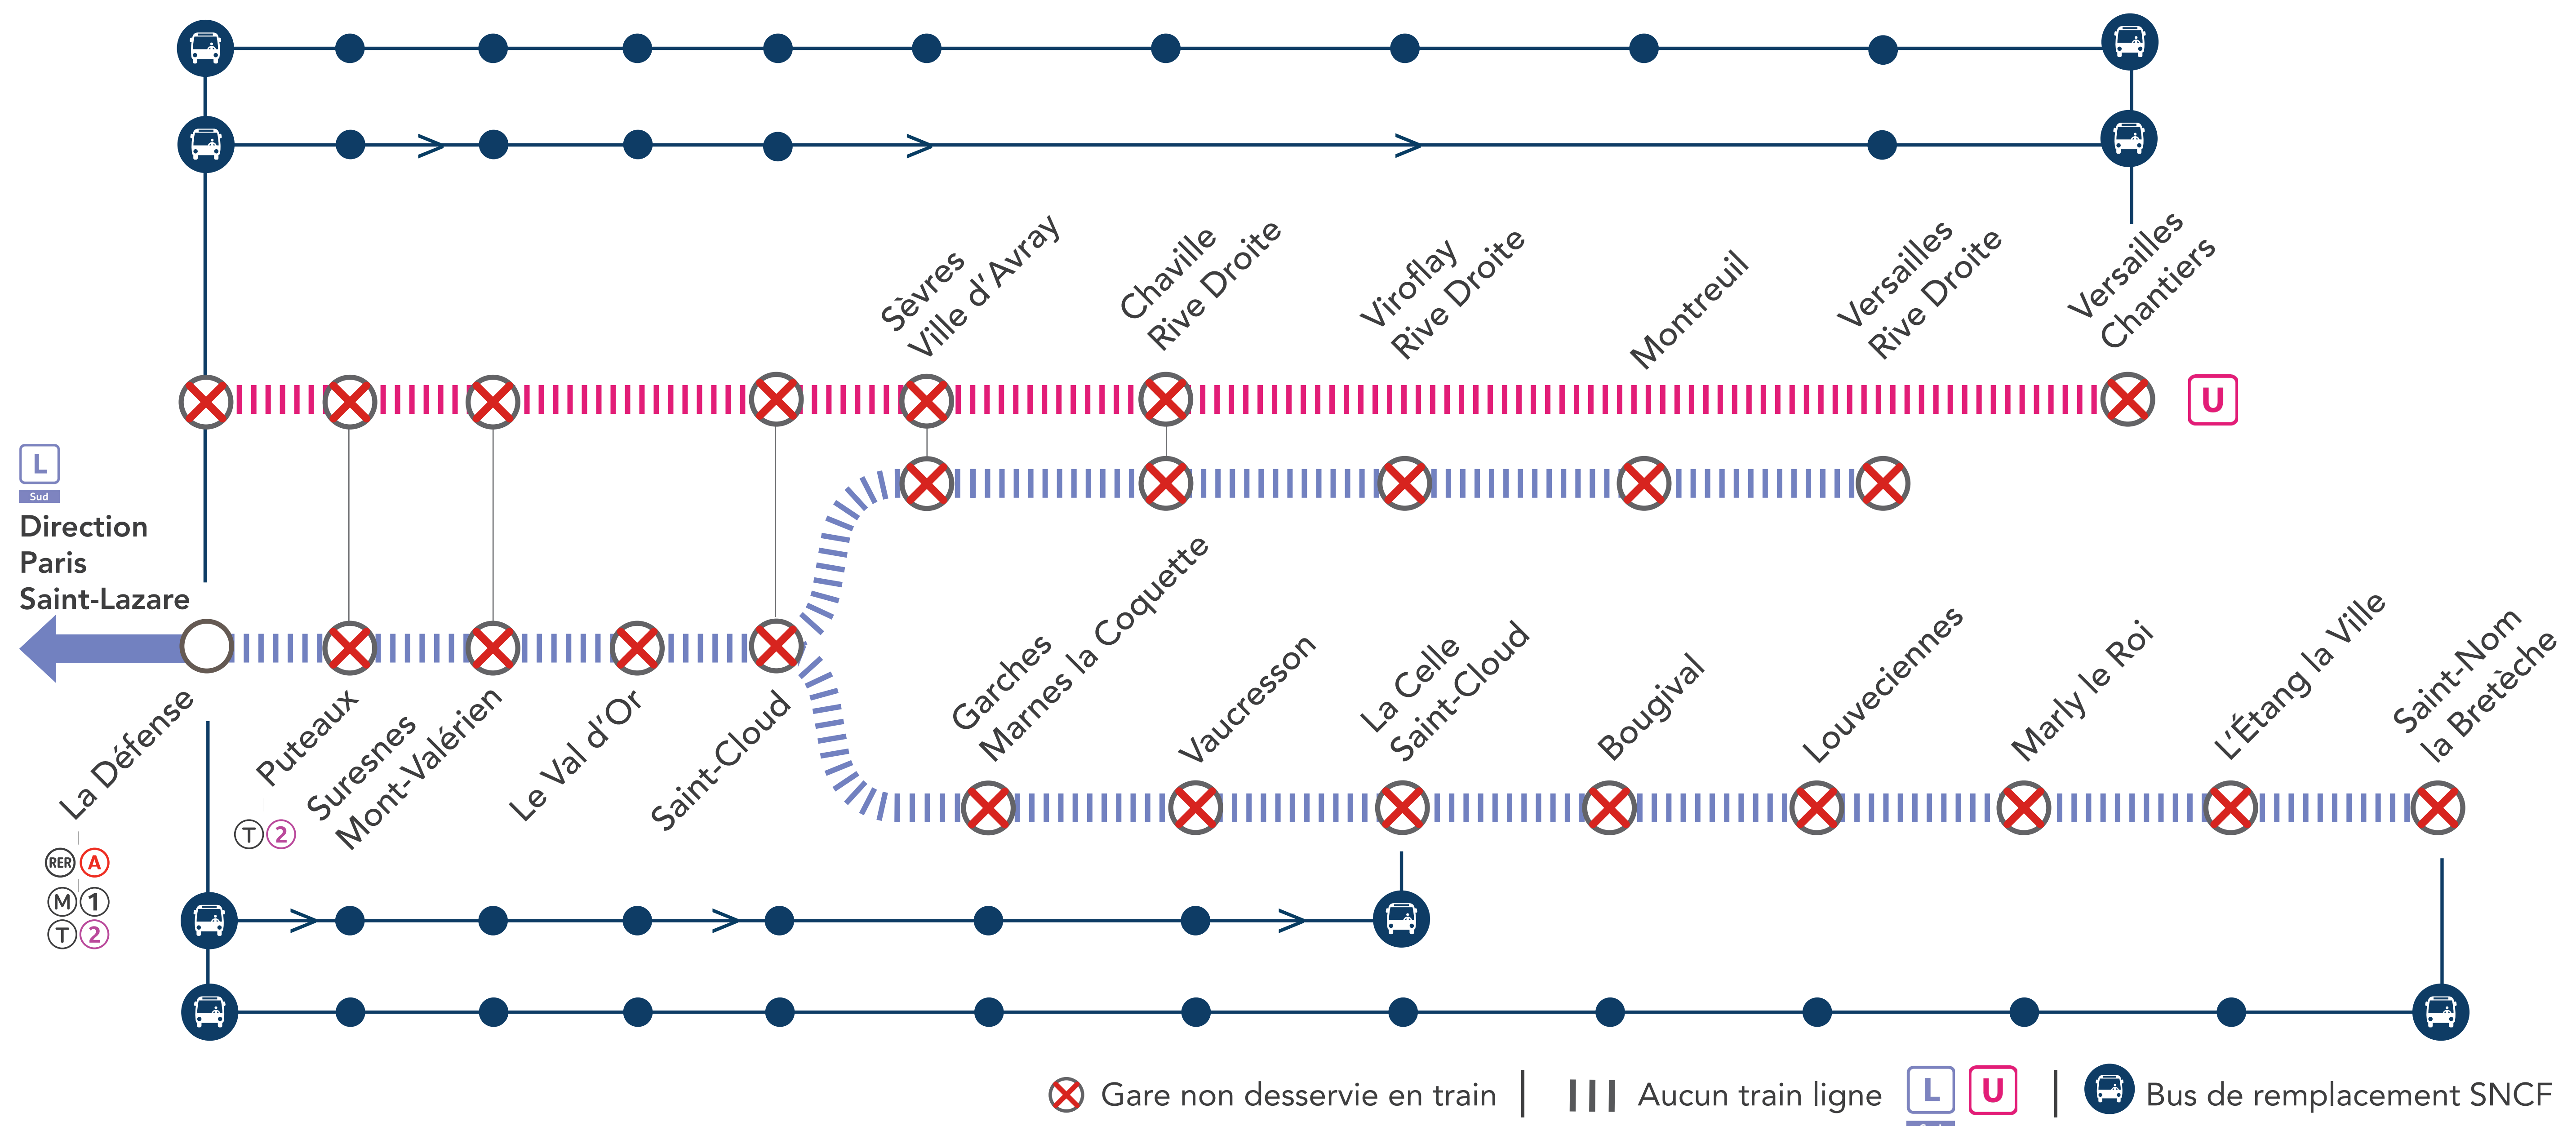 Sèvres
Ville d'Avray
Chaville
Rive Droite
Viroflay
Rive Droite
Montreuil
Versailles
Rive Droite
Versailles
Chantiers
U
L
Sud
Direction
Paris
Saint-Lazare
La Défense
RER A
M 1
T 2
Puteaux
T 2
Suresnes
Mont-Valérien
Le Val d'Or
Saint-Cloud
Garches
Marnes la Coquette
Vaucresson
La Celle
Saint-Cloud
Bougival
Louveciennes
Marly le Roi
L'Étang la Ville
Saint-Nom
la Bretèche
Gare non desservie en train
Aucun train ligne L U
Bus de remplacement SNCF